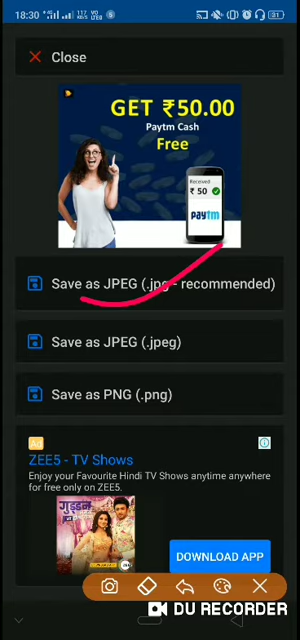 18:30
Close
GET ₹50.00
Paytm Cash
Free
Received
₹ 50
paytm
Save as JPEG (.jpg - recommended)
Save as JPEG (.jpeg)
Save as PNG (.png)
Ad
ZEE5 - TV Shows
Enjoy your Favourite Hindi TV Shows anytime anywhere
for free only on ZEE5.
गुड्डन
DOWNLOAD APP
DU RECORDER